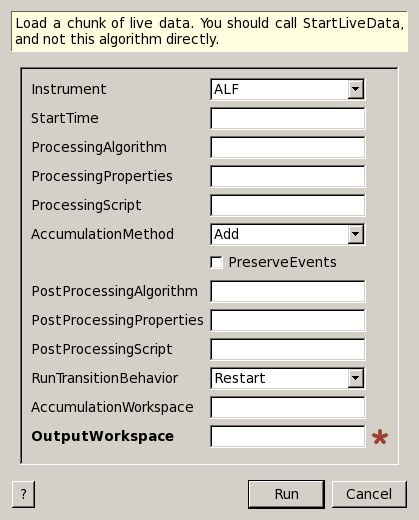 Load a chunk of live data. You should call StartLiveData,
and not this algorithm directly.
Instrument ALF
StartTime
ProcessingAlgorithm
ProcessingProperties
ProcessingScript
AccumulationMethod Add
PreserveEvents
PostProcessingAlgorithm
PostProcessingProperties
PostProcessingScript
RunTransitionBehavior Restart
AccumulationWorkspace
OutputWorkspace *
? Run Cancel